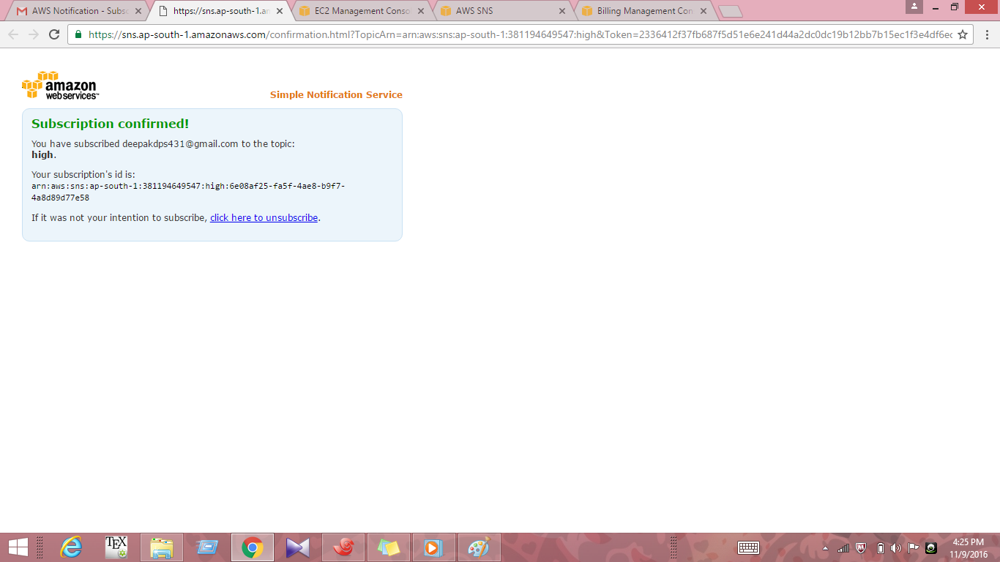 AWS Notification - Subsc
https://sns.ap-south-1.an
EC2 Management Conso
AWS SNS
Billing Management Con
https://sns.ap-south-1.amazonaws.com/confirmation.html?TopicArn=arn:aws:sns:ap-south-1:381194649547:high&Token=2336412f37fb687f5d51e6e241d44a2dc0dc19b12bb7b15ec1f3e4df6ec
amazon
web services™
Simple Notification Service
Subscription confirmed!
You have subscribed deepakdps431@gmail.com to the topic:
high.
Your subscription's id is:
arn:aws:sns:ap-south-1:381194649547:high:6e08af25-fa5f-4ae8-b9f7-
4a8d89d77e58
If it was not your intention to subscribe, click here to unsubscribe.
TEX
4:25 PM
11/9/2016